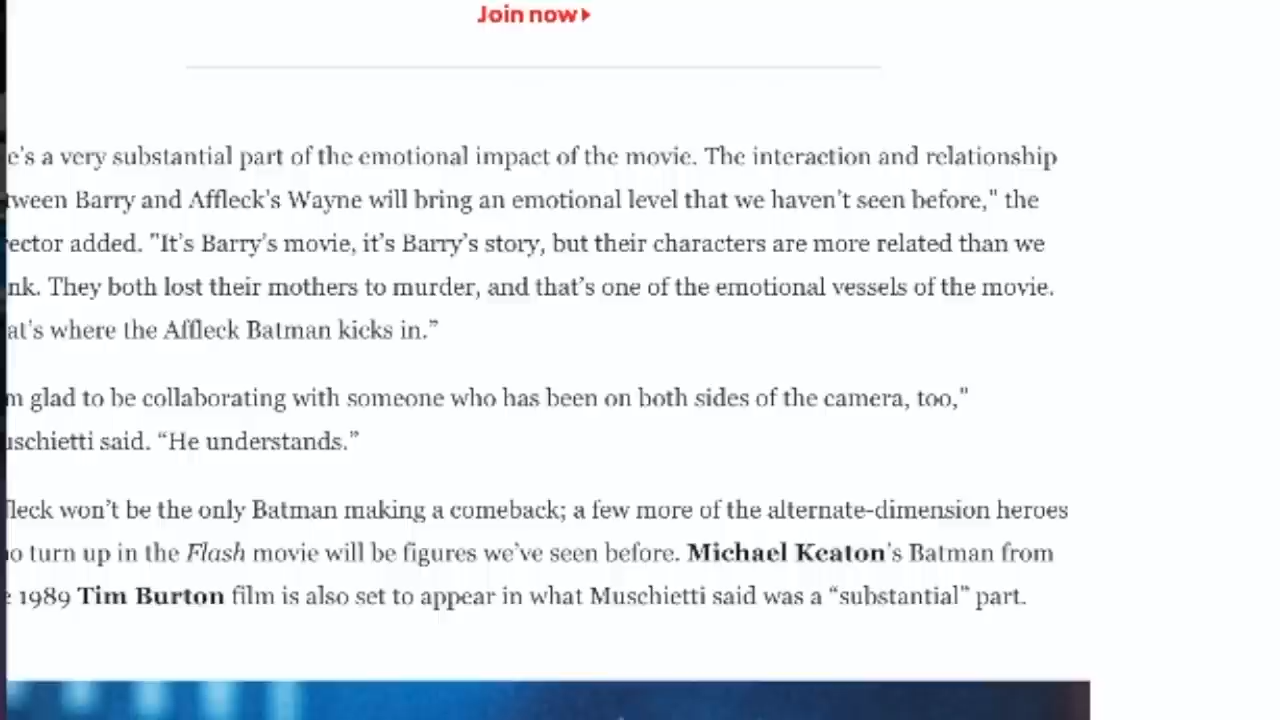 Join now
e's a very substantial part of the emotional impact of the movie. The interaction and relationship
tween Barry and Affleck's Wayne will bring an emotional level that we haven't seen before," the
ector added. "It's Barry's movie, it's Barry's story, but their characters are more related than we
nk. They both lost their mothers to murder, and that's one of the emotional vessels of the movie.
at's where the Affleck Batman kicks in.”
m glad to be collaborating with someone who has been on both sides of the camera, too,"
uschietti said. “He understands.”
fleck won't be the only Batman making a comeback; a few more of the alternate-dimension heroes
o turn up in the Flash movie will be figures we've seen before. Michael Keaton's Batman from
e 1989 Tim Burton film is also set to appear in what Muschietti said was a “substantial” part.